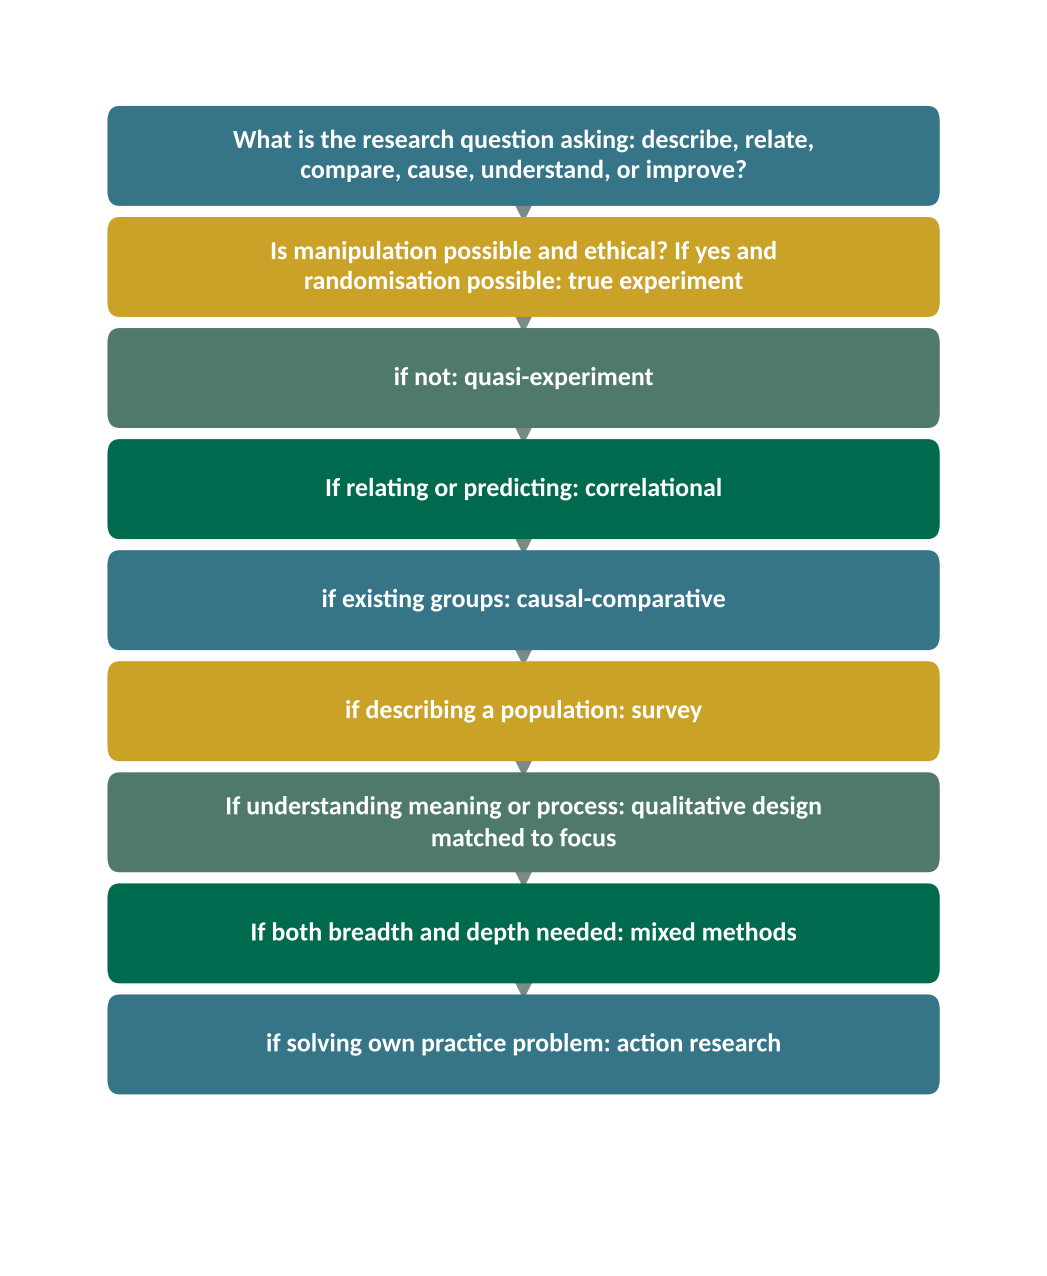 What is the research question asking: describe, relate,
compare, cause, understand, or improve?
Is manipulation possible and ethical? If yes and
randomisation possible: true experiment
if not: quasi-experiment
If relating or predicting: correlational
if existing groups: causal-comparative
if describing a population: survey
If understanding meaning or process: qualitative design
matched to focus
If both breadth and depth needed: mixed methods
if solving own practice problem: action research